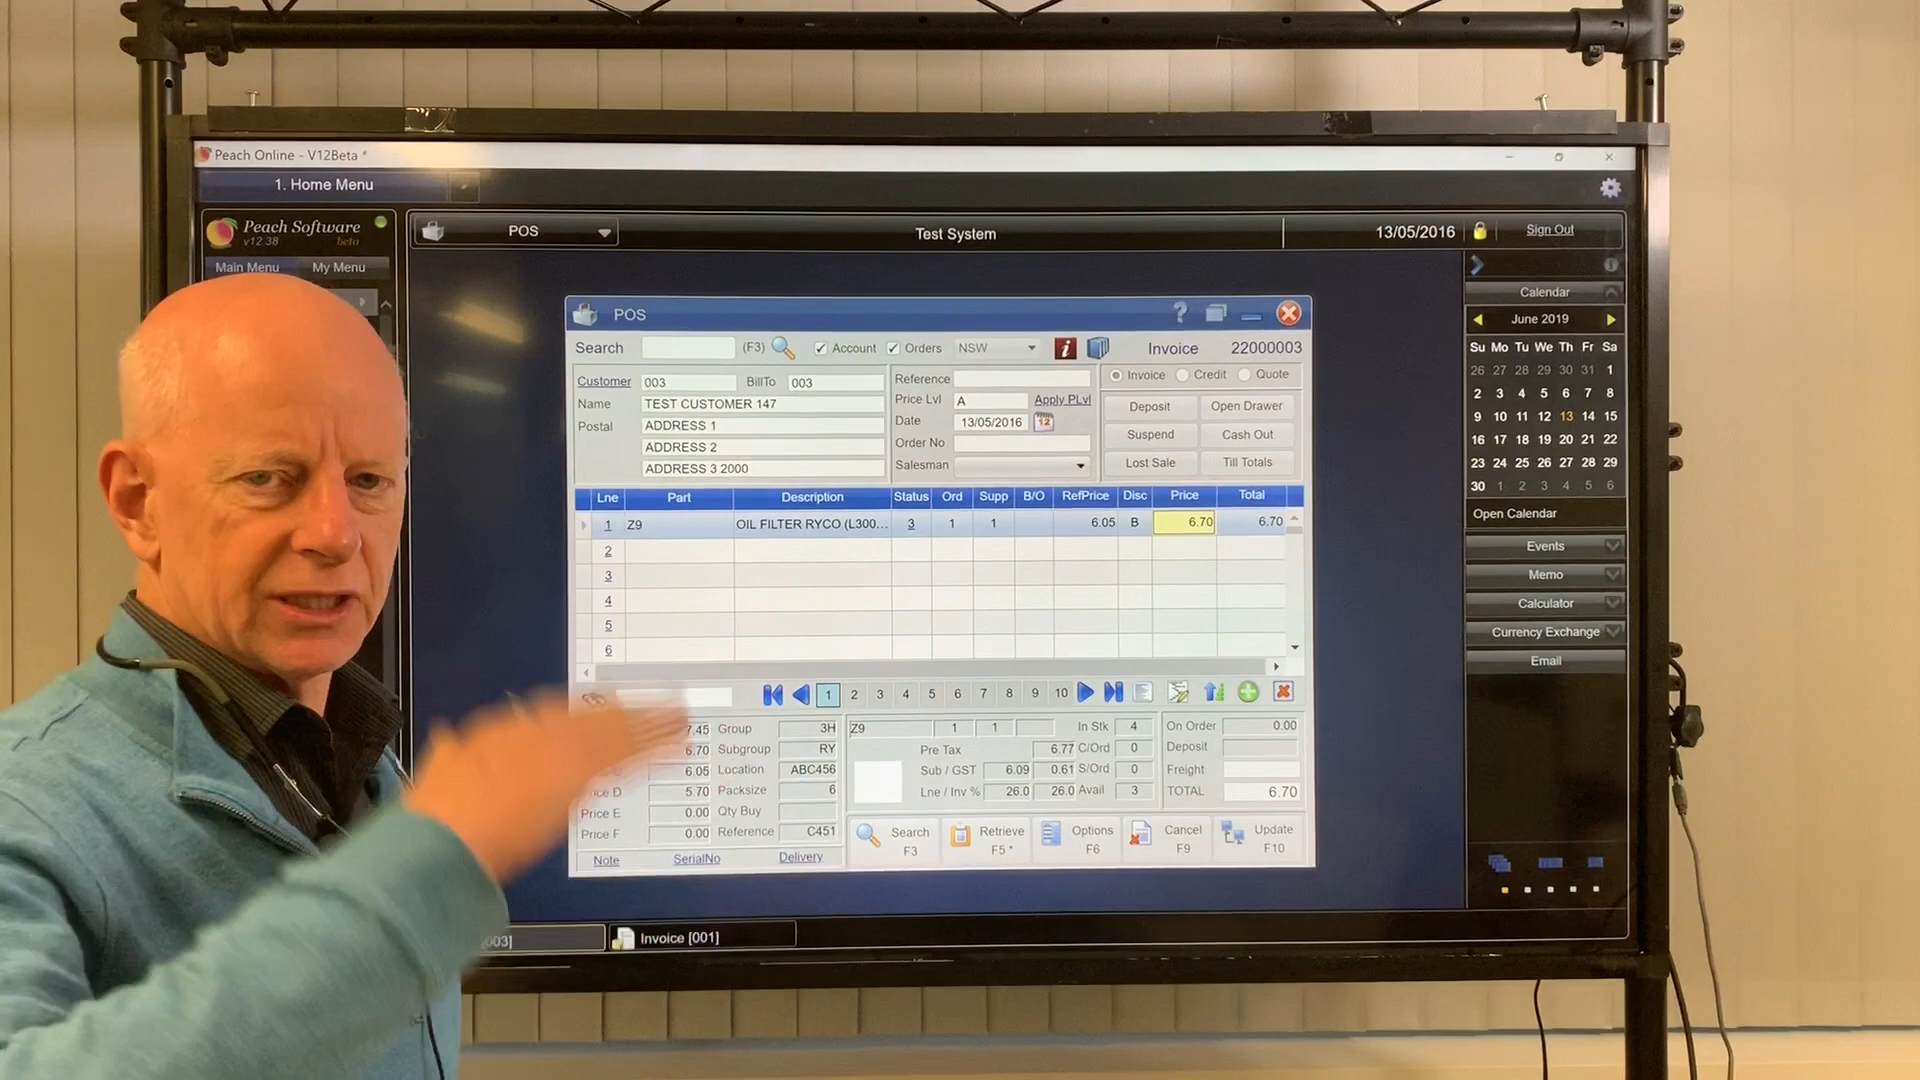 Peach Online - V12Beta *
1. Home Menu
Peach Software
v12.38 beta
POS
Test System
13/05/2016
Sign Out
Main Menu My Menu
POS
Search (F3) Account Orders NSW Invoice 22000003
Customer 003 BillTo 003
Name TEST CUSTOMER 147
Postal ADDRESS 1
ADDRESS 2
ADDRESS 3 2000
Reference
Price Lvl A Apply PLvl
Date 13/05/2016 12
Order No
Salesman
Invoice Credit Quote
Deposit Open Drawer
Suspend Cash Out
Lost Sale Till Totals
Lne Part Description Status Ord Supp B/O RefPrice Disc Price Total
1 Z9 OIL FILTER RYCO (L300... 3 1 1 6.05 B 6.70 6.70
2
3
4
5
6
1 2 3 4 5 6 7 8 9 10
7.45 Group 3H
6.70 Subgroup RY
6.05 Location ABC456
Price D 5.70 Packsize 6
Price E 0.00 Qty Buy
Price F 0.00 Reference C451
Note SerialNo Delivery
Z9 1 1 In Stk 4
Pre Tax 6.77 C/Ord 0
Sub / GST 6.09 0.61 S/Ord 0
Lne / Inv % 26.0 26.0 Avail 3
On Order 0.00
Deposit
Freight
TOTAL 6.70
Search F3
Retrieve F5 *
Options F6
Cancel F9
Update F10
Calendar
June 2019
Su Mo Tu We Th Fr Sa
26 27 28 29 30 31 1
2 3 4 5 6 7 8
9 10 11 12 13 14 15
16 17 18 19 20 21 22
23 24 25 26 27 28 29
30 1 2 3 4 5 6
Open Calendar
Events
Memo
Calculator
Currency Exchange
Email
[003]
Invoice [001]